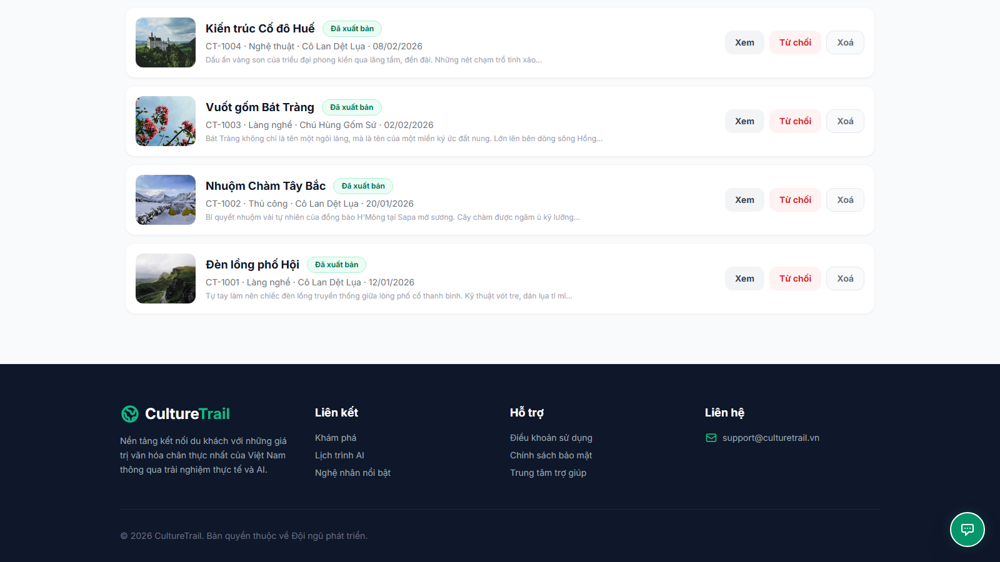 Kiến trúc Cố đô Huế Đã xuất bản
CT-1004 · Nghệ thuật · Cô Lan Dệt Lụa · 08/02/2026
Dấu ấn vàng son của triều đại phong kiến qua lăng tẩm, đền đài. Những nét chạm trổ tinh xảo...
Xem Từ chối Xoá
Vuốt gốm Bát Tràng Đã xuất bản
CT-1003 · Làng nghề · Chú Hùng Gốm Sứ · 02/02/2026
Bát Tràng không chỉ là tên một ngôi làng, mà là tên của một miền ký ức đất nung. Lớn lên bên dòng sông Hồng...
Xem Từ chối Xoá
Nhuộm Chàm Tây Bắc Đã xuất bản
CT-1002 · Thủ công · Cô Lan Dệt Lụa · 20/01/2026
Bí quyết nhuộm vải tự nhiên của đồng bào H'Mông tại Sapa mờ sương. Cây chàm được ngâm ủ kỹ lưỡng...
Xem Từ chối Xoá
Đèn lồng phố Hội Đã xuất bản
CT-1001 · Làng nghề · Cô Lan Dệt Lụa · 12/01/2026
Tự tay làm nên chiếc đèn lồng truyền thống giữa lòng phố cổ thanh bình. Kỹ thuật vót tre, dán lụa tỉ mỉ...
Xem Từ chối Xoá
CultureTrail
Nền tảng kết nối du khách với những giá
trị văn hóa chân thực nhất của Việt Nam
thông qua trải nghiệm thực tế và AI.
Liên kết
Khám phá
Lịch trình AI
Nghệ nhân nổi bật
Hỗ trợ
Điều khoản sử dụng
Chính sách bảo mật
Trung tâm trợ giúp
Liên hệ
support@culturetrail.vn
© 2026 CultureTrail. Bản quyền thuộc về Đội ngũ phát triển.